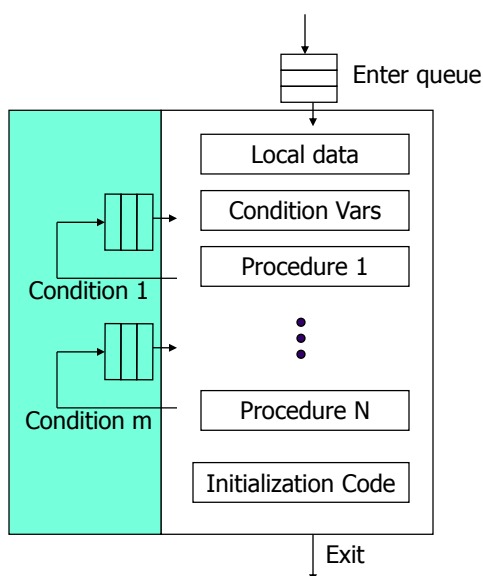 Enter queue
Local data
Condition Vars
Procedure 1
Condition 1
Procedure N
Condition m
Initialization Code
Exit